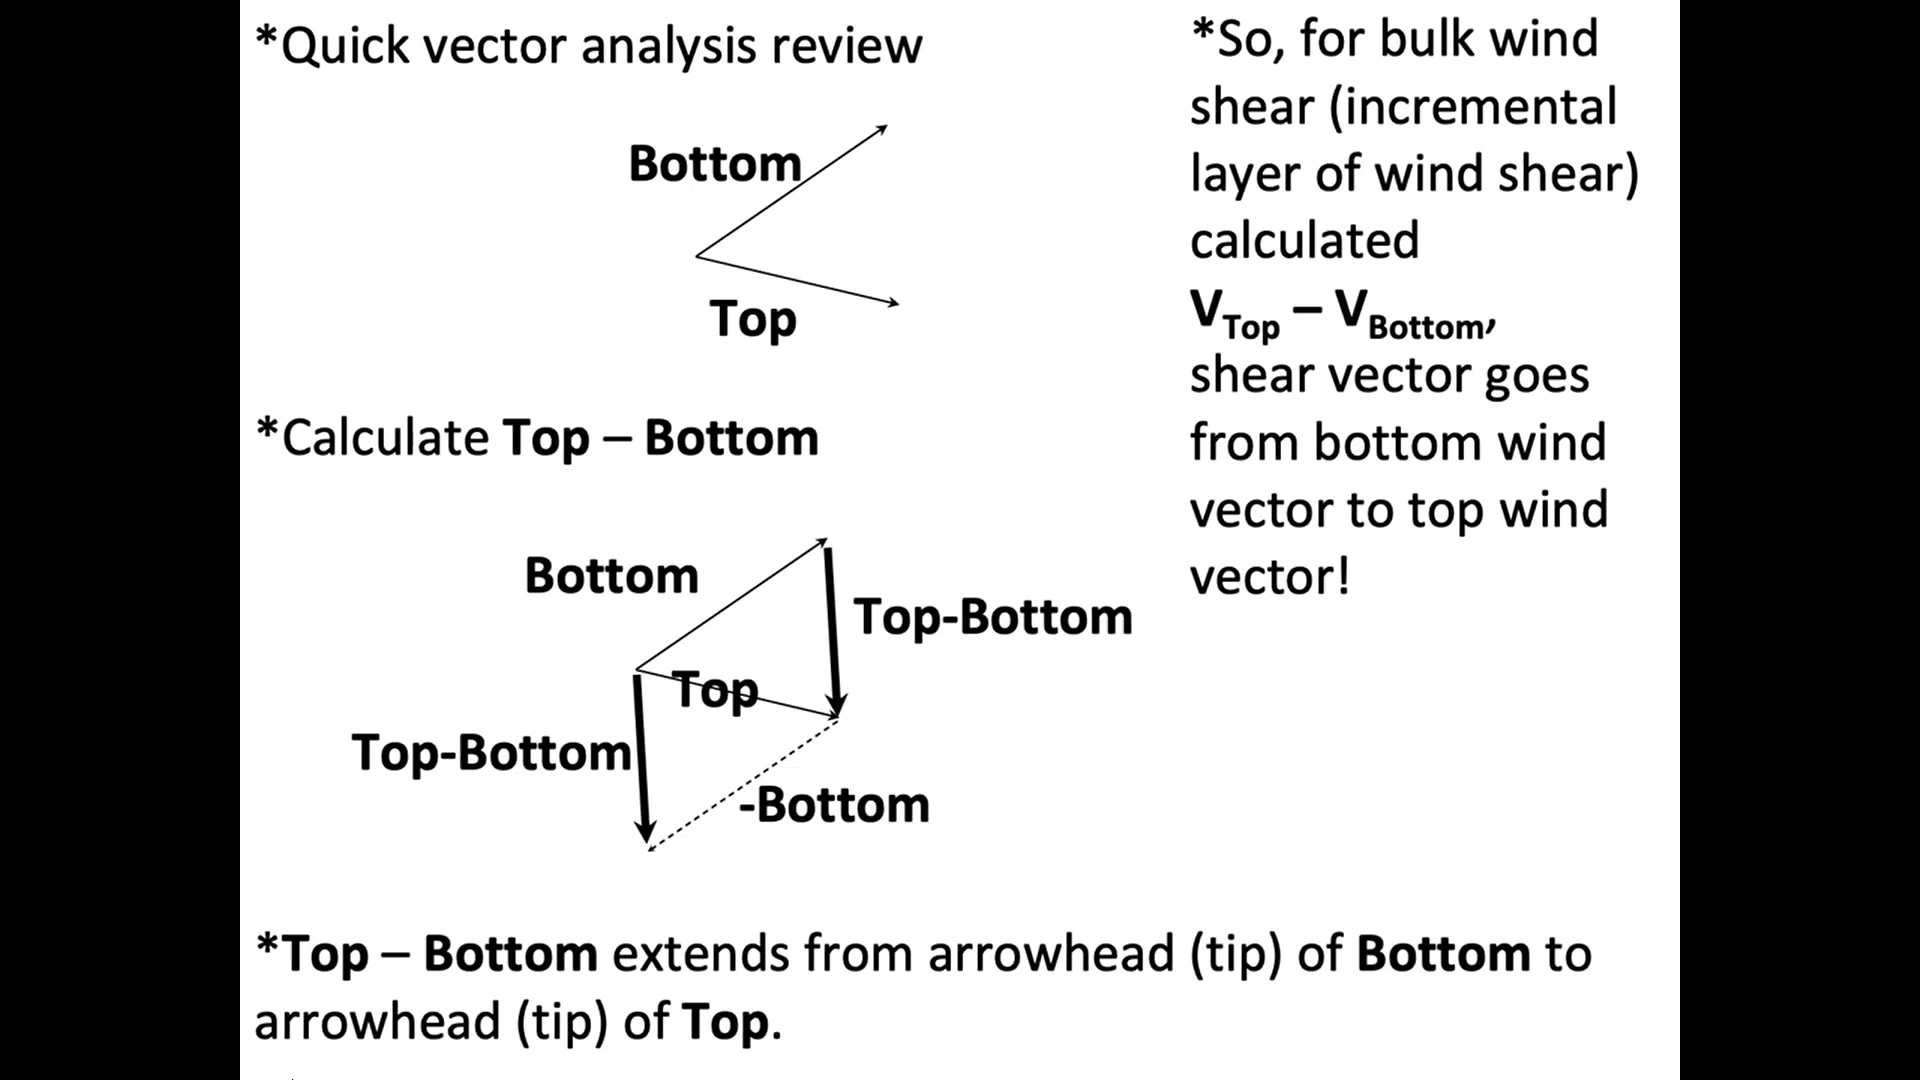 *Quick vector analysis review
Bottom
Top
*Calculate Top – Bottom
Bottom
Top-Bottom
Top
Top-Bottom
-Bottom
*Top – Bottom extends from arrowhead (tip) of Bottom to
arrowhead (tip) of Top.
*So, for bulk wind
shear (incremental
layer of wind shear)
calculated
VTop – VBottom,
shear vector goes
from bottom wind
vector to top wind
vector!